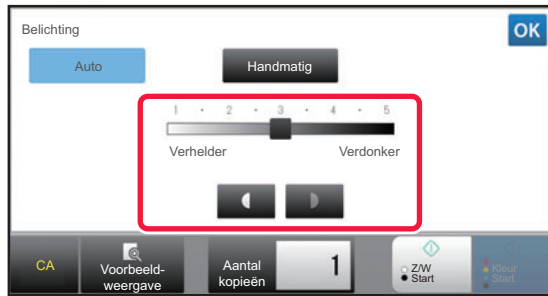 Belichting
OK
Auto
Handmatig
1 · 2 · 3 · 4 · 5
Verhelder
Verdonker
CA
Voorbeeld-
weergave
Aantal
kopieën
1
Z/W
Start
Kleur
Start